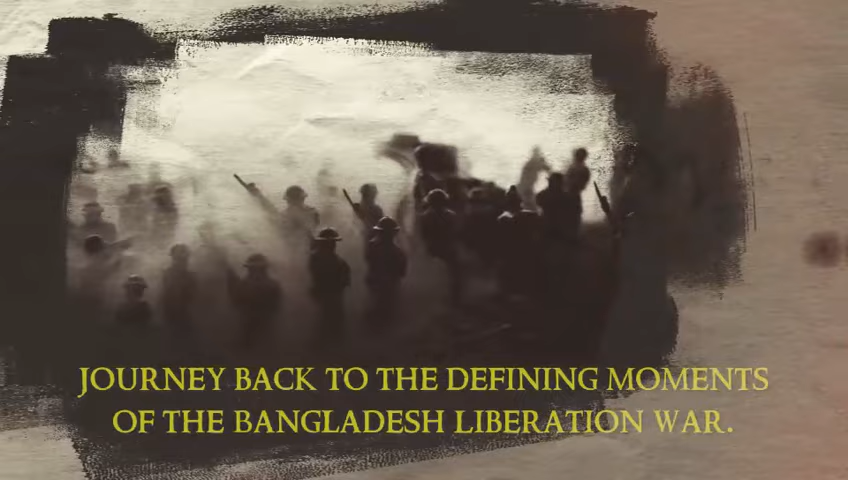 JOURNEY BACK TO THE DEFINING MOMENTS
OF THE BANGLADESH LIBERATION WAR.